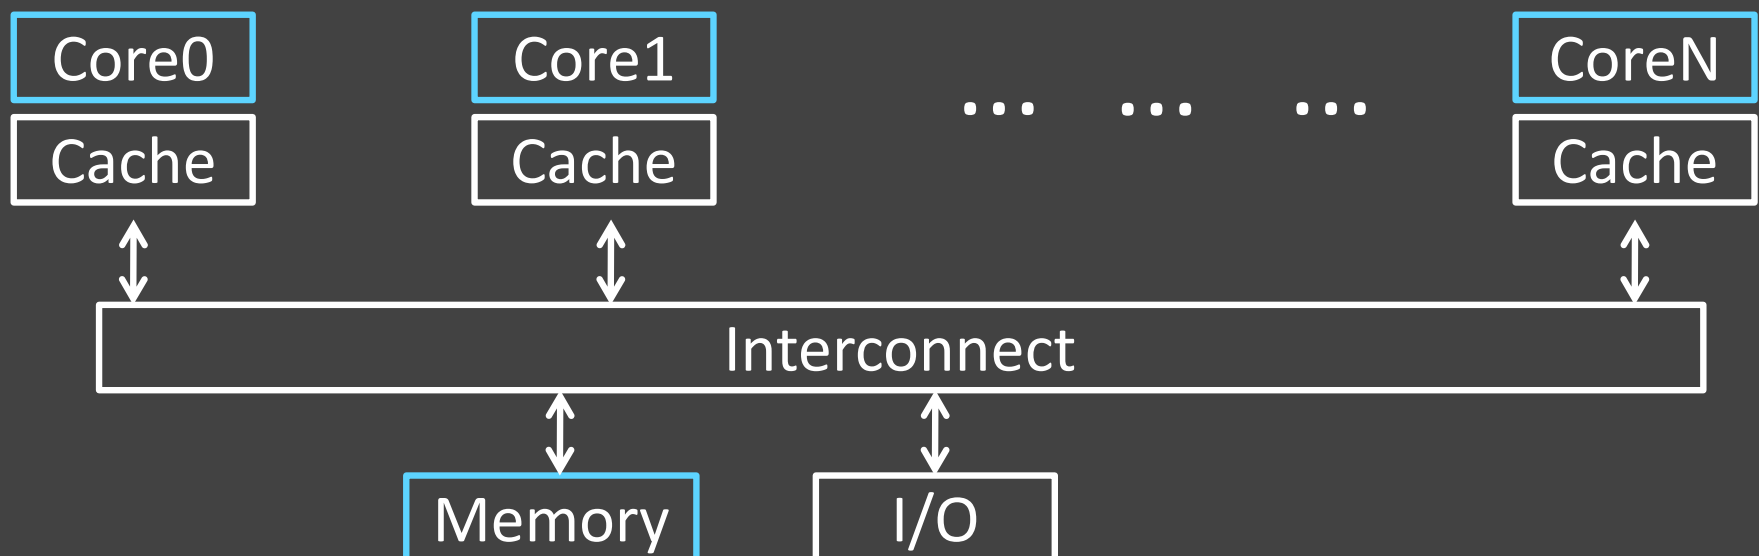 Core0
Core1
... ... ...
CoreN
Cache
Cache
Cache
Interconnect
Memory
I/O